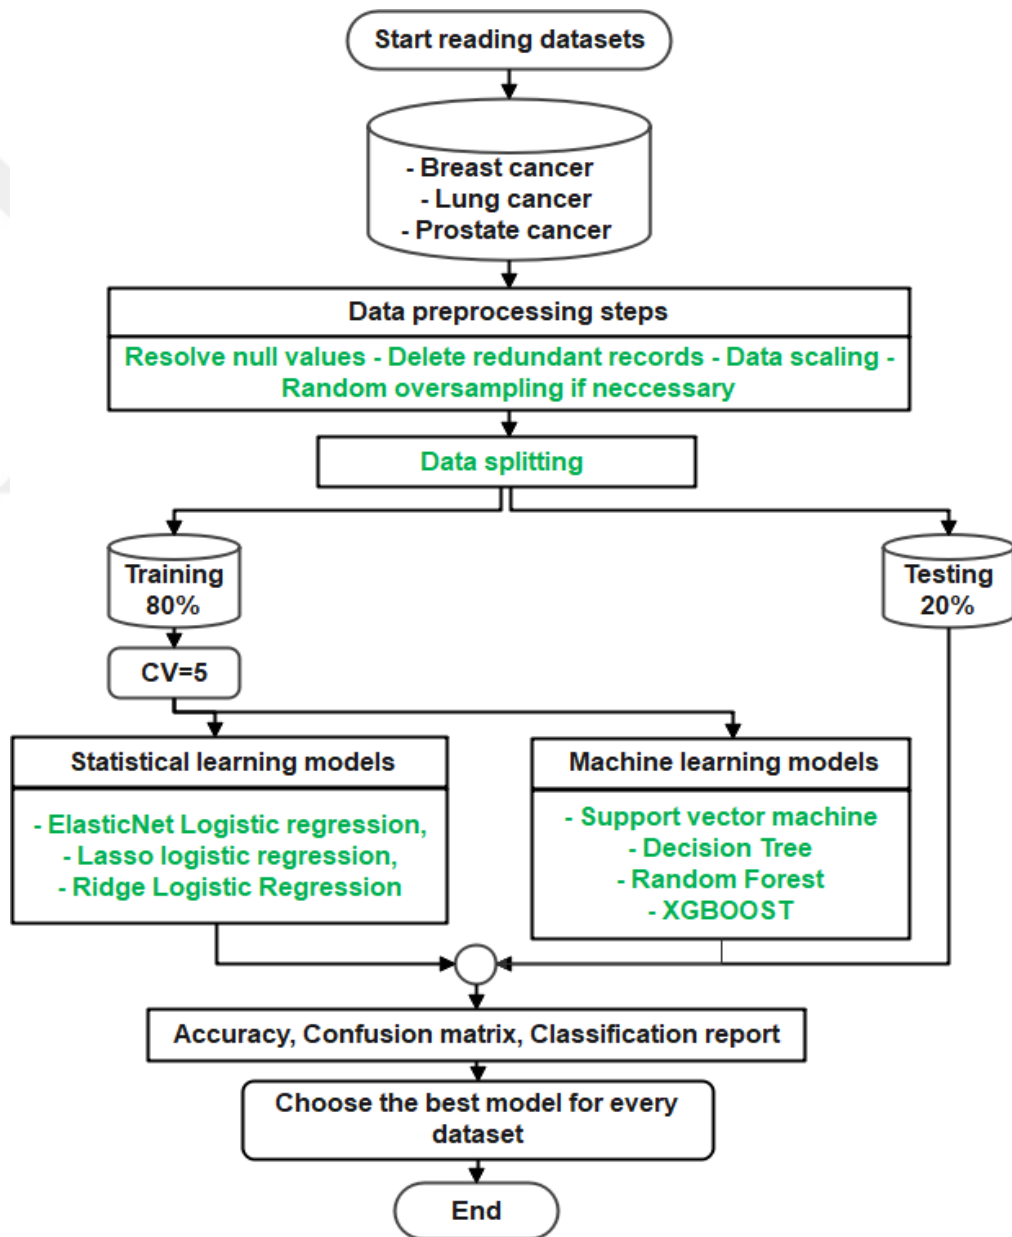 Start reading datasets
- Breast cancer
- Lung cancer
- Prostate cancer
Data preprocessing steps
Resolve null values - Delete redundant records - Data scaling -
Random oversampling if neccessary
Data splitting
Training
80%
Testing
20%
CV=5
Statistical learning models
- ElasticNet Logistic regression,
- Lasso logistic regression,
- Ridge Logistic Regression
Machine learning models
- Support vector machine
- Decision Tree
- Random Forest
- XGBOOST
Accuracy, Confusion matrix, Classification report
Choose the best model for every
dataset
End